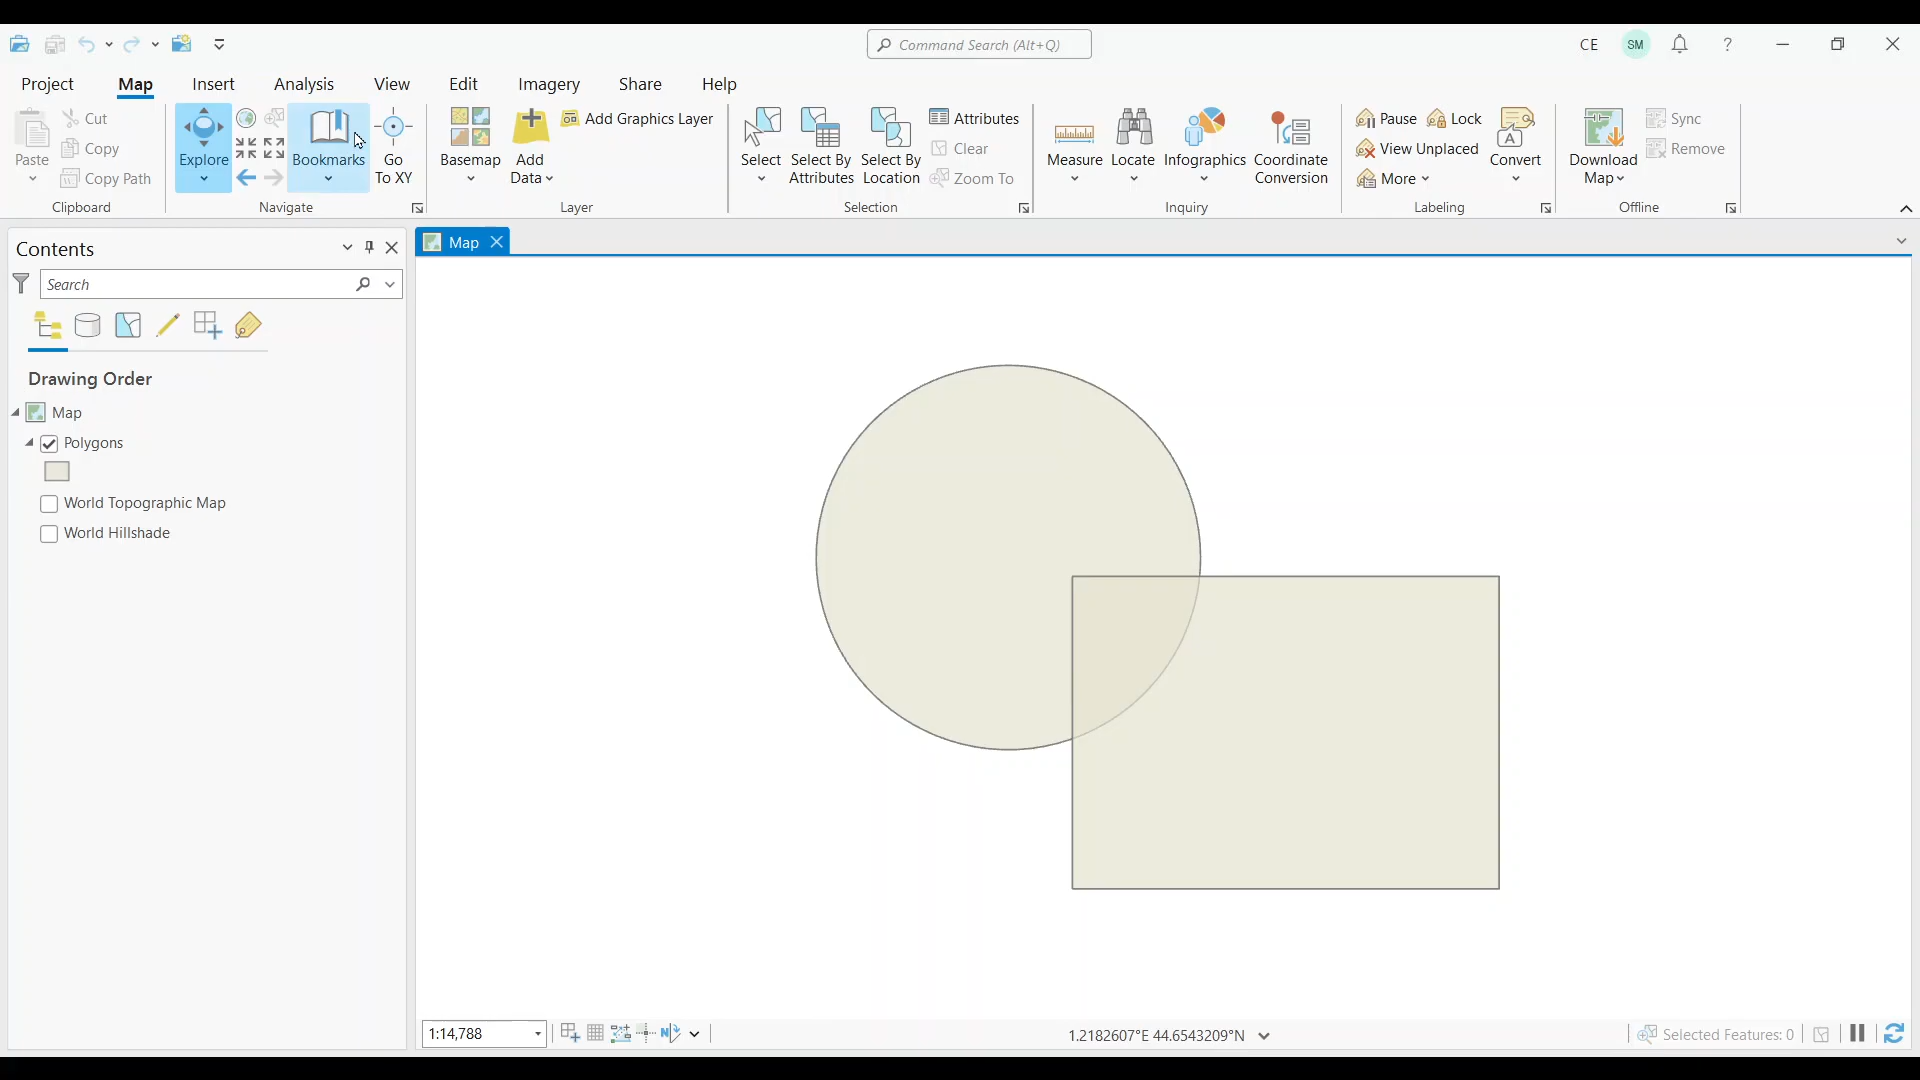 Command Search (Alt+Q)
CE
SM
?
Project
Map
Insert
Analysis
View
Edit
Imagery
Share
Help
Paste
Cut
Copy
Copy Path
Clipboard
Explore
Bookmarks
Go
To XY
Navigate
Basemap
Add
Data
Add Graphics Layer
Layer
Select
Select By
Attributes
Select By
Location
Attributes
Clear
Zoom To
Selection
Measure
Locate
Infographics
Coordinate
Conversion
Inquiry
Pause
Lock
View Unplaced
More
A
Convert
Labeling
Download
Map
Sync
Remove
Offline
Contents
Search
Drawing Order
Map
Polygons
World Topographic Map
World Hillshade
Map
1:14,788
N
1.2182607°E 44.6543209°N
Selected Features: 0